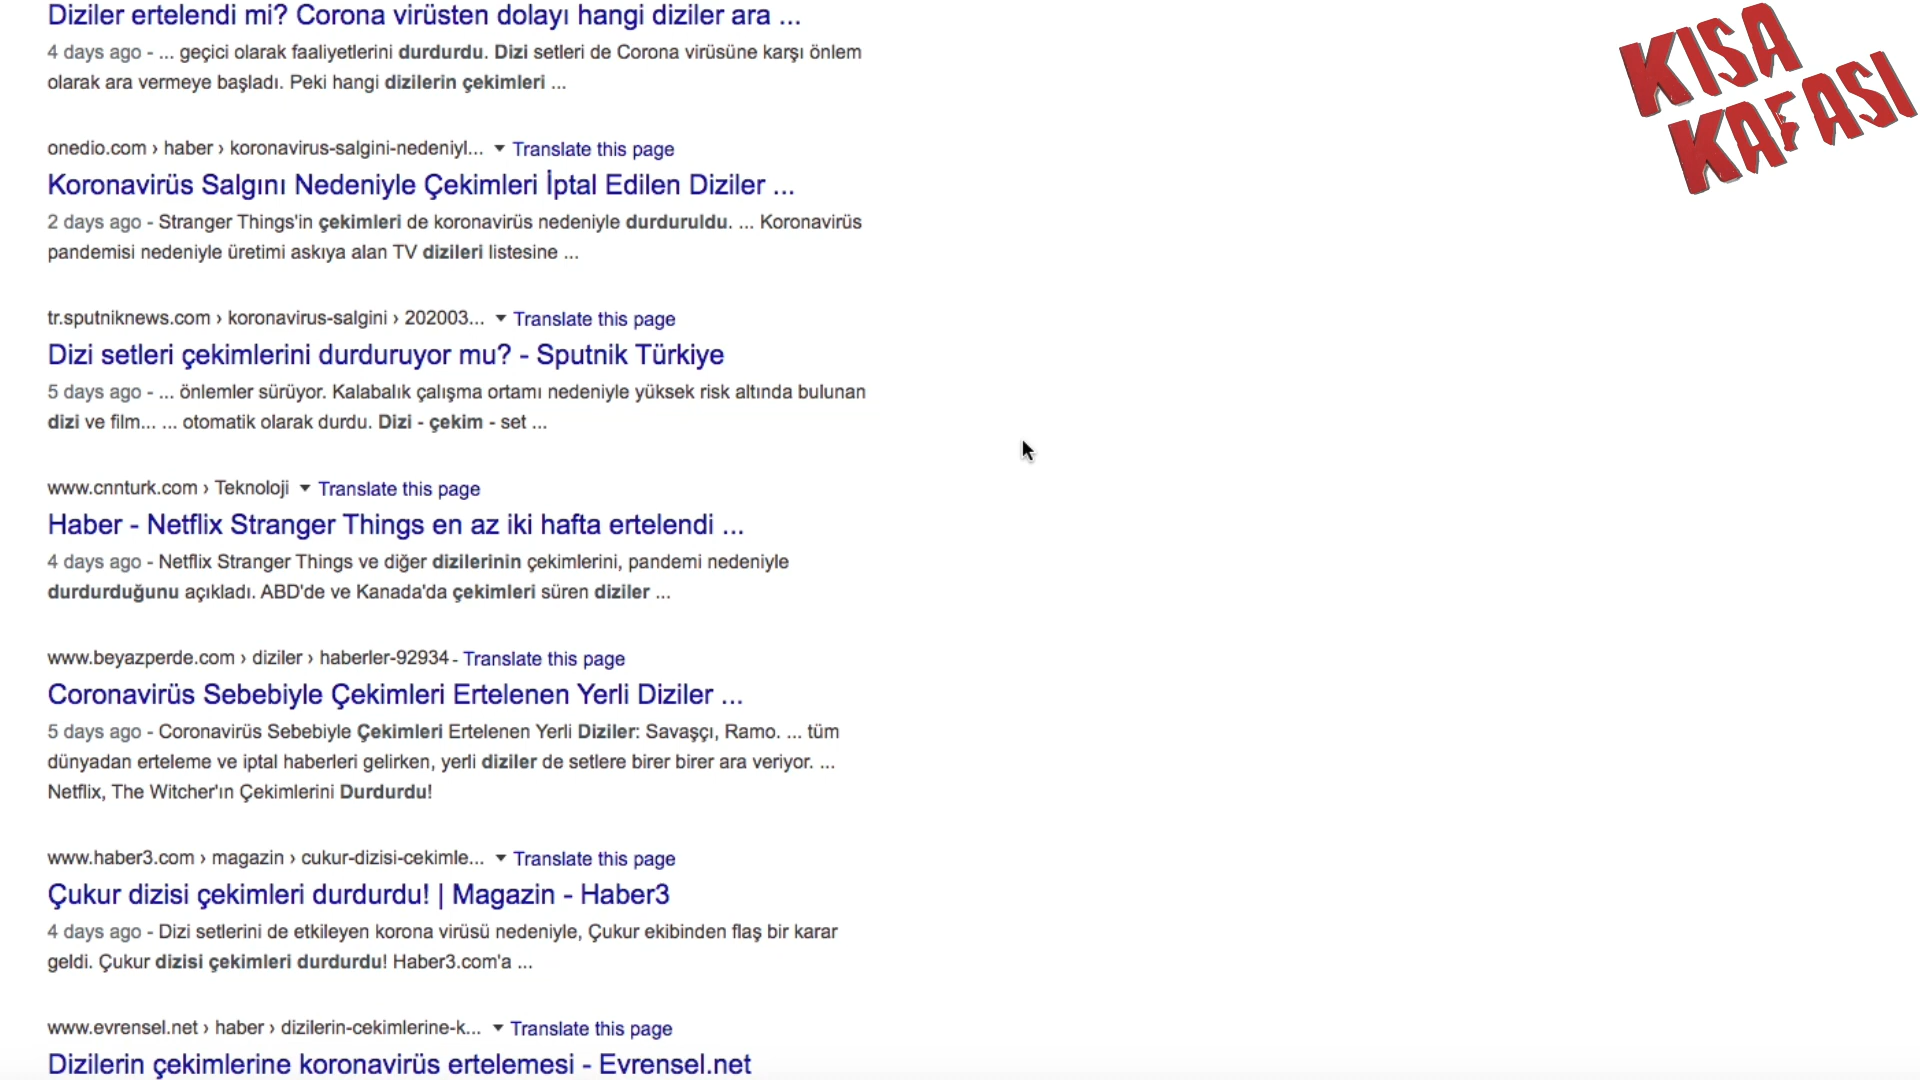 Diziler ertelendi mi? Corona virüsten dolayı hangi diziler ara ...
4 days ago - ... geçici olarak faaliyetlerini durdurdu. Dizi setleri de Corona virüsüne karşı önlem
olarak ara vermeye başladı. Peki hangi dizilerin çekimleri ...
onedio.com › haber › koronavirus-salgini-nedeniyl... Translate this page
Koronavirüs Salgını Nedeniyle Çekimleri İptal Edilen Diziler ...
2 days ago - Stranger Things'in çekimleri de koronavirüs nedeniyle durduruldu. ... Koronavirüs
pandemisi nedeniyle üretimi askıya alan TV dizileri listesine ...
tr.sputniknews.com › koronavirus-salgini › 202003... Translate this page
Dizi setleri çekimlerini durduruyor mu? - Sputnik Türkiye
5 days ago - ... önlemler sürüyor. Kalabalık çalışma ortamı nedeniyle yüksek risk altında bulunan
dizi ve film... ... otomatik olarak durdu. Dizi - çekim - set ...
www.cnnturk.com › Teknoloji Translate this page
Haber - Netflix Stranger Things en az iki hafta ertelendi ...
4 days ago - Netflix Stranger Things ve diğer dizilerinin çekimlerini, pandemi nedeniyle
durdurduğunu açıkladı. ABD'de ve Kanada'da çekimleri süren diziler ...
www.beyazperde.com › diziler › haberler-92934 - Translate this page
Coronavirüs Sebebiyle Çekimleri Ertelenen Yerli Diziler ...
5 days ago - Coronavirüs Sebebiyle Çekimleri Ertelenen Yerli Diziler: Savaşçı, Ramo. ... tüm
dünyadan erteleme ve iptal haberleri gelirken, yerli diziler de setlere birer birer ara veriyor. ...
Netflix, The Witcher'ın Çekimlerini Durdurdu!
www.haber3.com › magazin › cukur-dizisi-cekimle... Translate this page
Çukur dizisi çekimleri durdurdu! | Magazin - Haber3
4 days ago - Dizi setlerini de etkileyen korona virüsü nedeniyle, Çukur ekibinden flaş bir karar
geldi. Çukur dizisi çekimleri durdurdu! Haber3.com'a ...
www.evrensel.net › haber › dizilerin-cekimlerine-k... Translate this page
Dizilerin çekimlerine koronavirüs ertelemesi - Evrensel.net
KISA
KAFASI